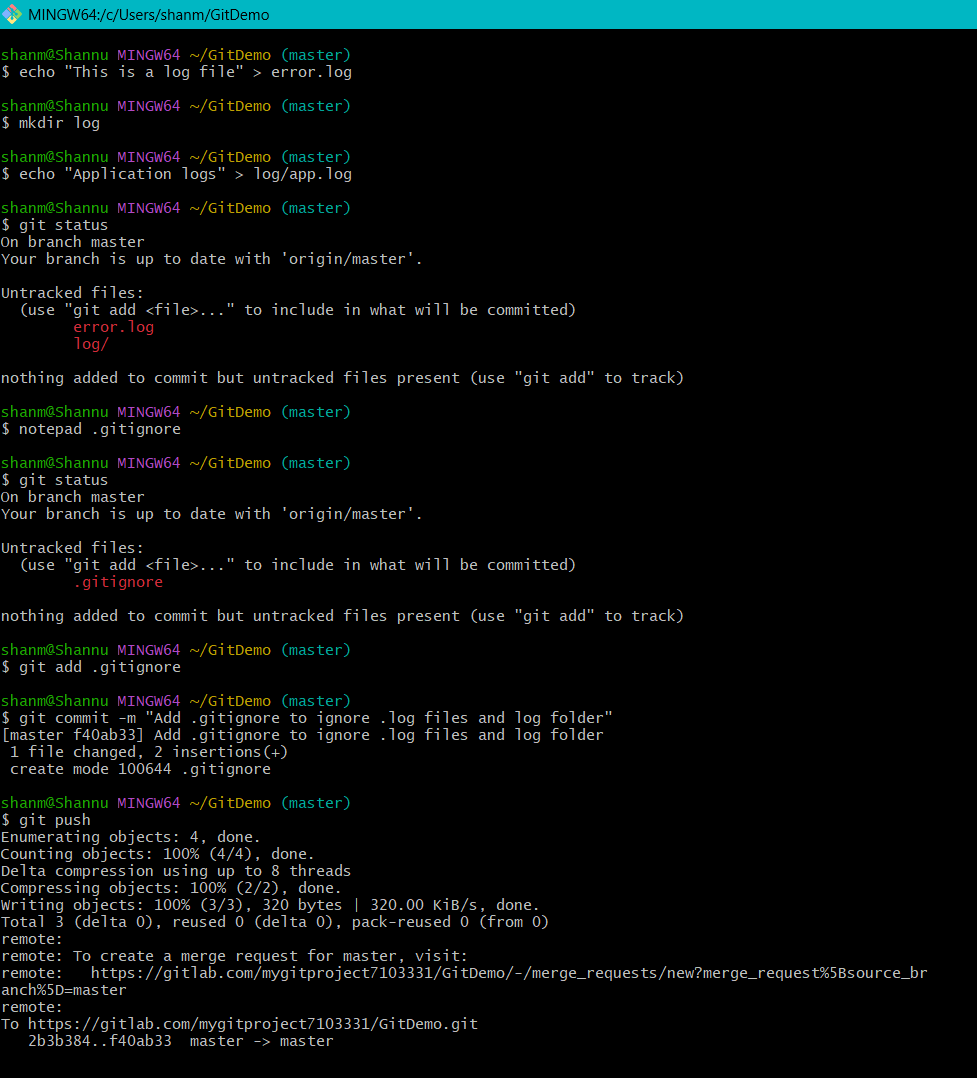 MINGW64:/c/Users/shanm/GitDemo
shanm@Shannu MINGW64 ~/GitDemo (master)
$ echo "This is a log file" > error.log
shanm@Shannu MINGW64 ~/GitDemo (master)
$ mkdir log
shanm@Shannu MINGW64 ~/GitDemo (master)
$ echo "Application logs" > log/app.log
shanm@Shannu MINGW64 ~/GitDemo (master)
$ git status
On branch master
Your branch is up to date with 'origin/master'.
Untracked files:
  (use "git add <file>..." to include in what will be committed)
        error.log
        log/
nothing added to commit but untracked files present (use "git add" to track)
shanm@Shannu MINGW64 ~/GitDemo (master)
$ notepad .gitignore
shanm@Shannu MINGW64 ~/GitDemo (master)
$ git status
On branch master
Your branch is up to date with 'origin/master'.
Untracked files:
  (use "git add <file>..." to include in what will be committed)
        .gitignore
nothing added to commit but untracked files present (use "git add" to track)
shanm@Shannu MINGW64 ~/GitDemo (master)
$ git add .gitignore
shanm@Shannu MINGW64 ~/GitDemo (master)
$ git commit -m "Add .gitignore to ignore .log files and log folder"
[master f40ab33] Add .gitignore to ignore .log files and log folder
 1 file changed, 2 insertions(+)
 create mode 100644 .gitignore
shanm@Shannu MINGW64 ~/GitDemo (master)
$ git push
Enumerating objects: 4, done.
Counting objects: 100% (4/4), done.
Delta compression using up to 8 threads
Compressing objects: 100% (2/2), done.
Writing objects: 100% (3/3), 320 bytes | 320.00 KiB/s, done.
Total 3 (delta 0), reused 0 (delta 0), pack-reused 0 (from 0)
remote:
remote: To create a merge request for master, visit:
remote:   https://gitlab.com/mygitproject7103331/GitDemo/-/merge_requests/new?merge_request%5Bsource_br
anch%5D=master
remote:
To https://gitlab.com/mygitproject7103331/GitDemo.git
   2b3b384..f40ab33  master -> master